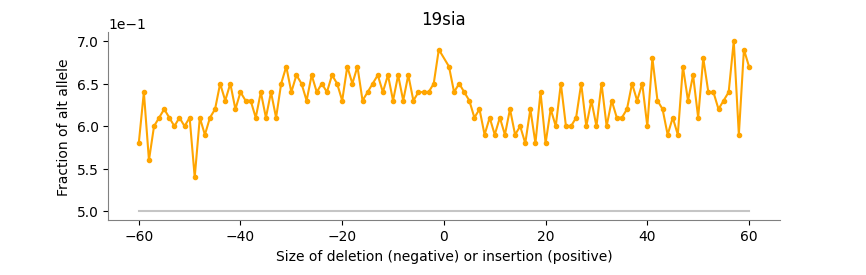 19sia
1e−1
7.0
6.5
6.0
5.5
5.0
Fraction of alt allele
−60 −40 −20 0 20 40 60
Size of deletion (negative) or insertion (positive)